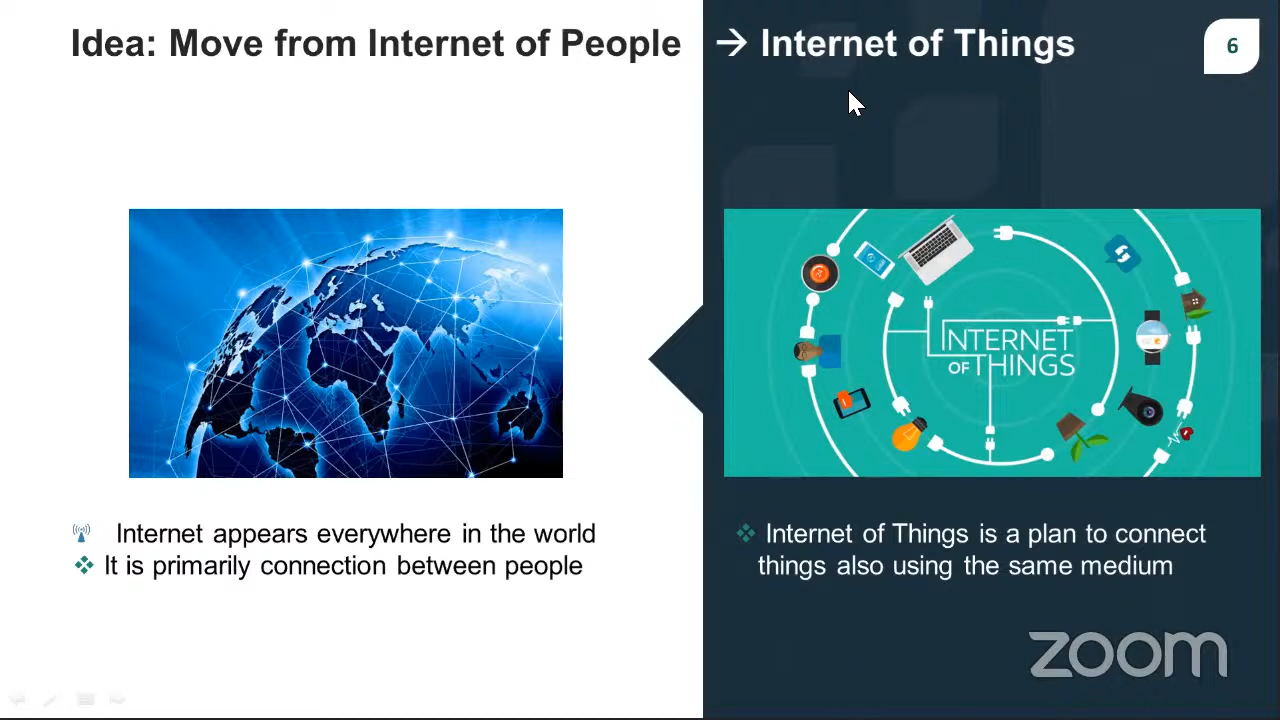 Idea: Move from Internet of People → Internet of Things
6
INTERNET
OF THINGS
Internet appears everywhere in the world
It is primarily connection between people
Internet of Things is a plan to connect
things also using the same medium
zoom